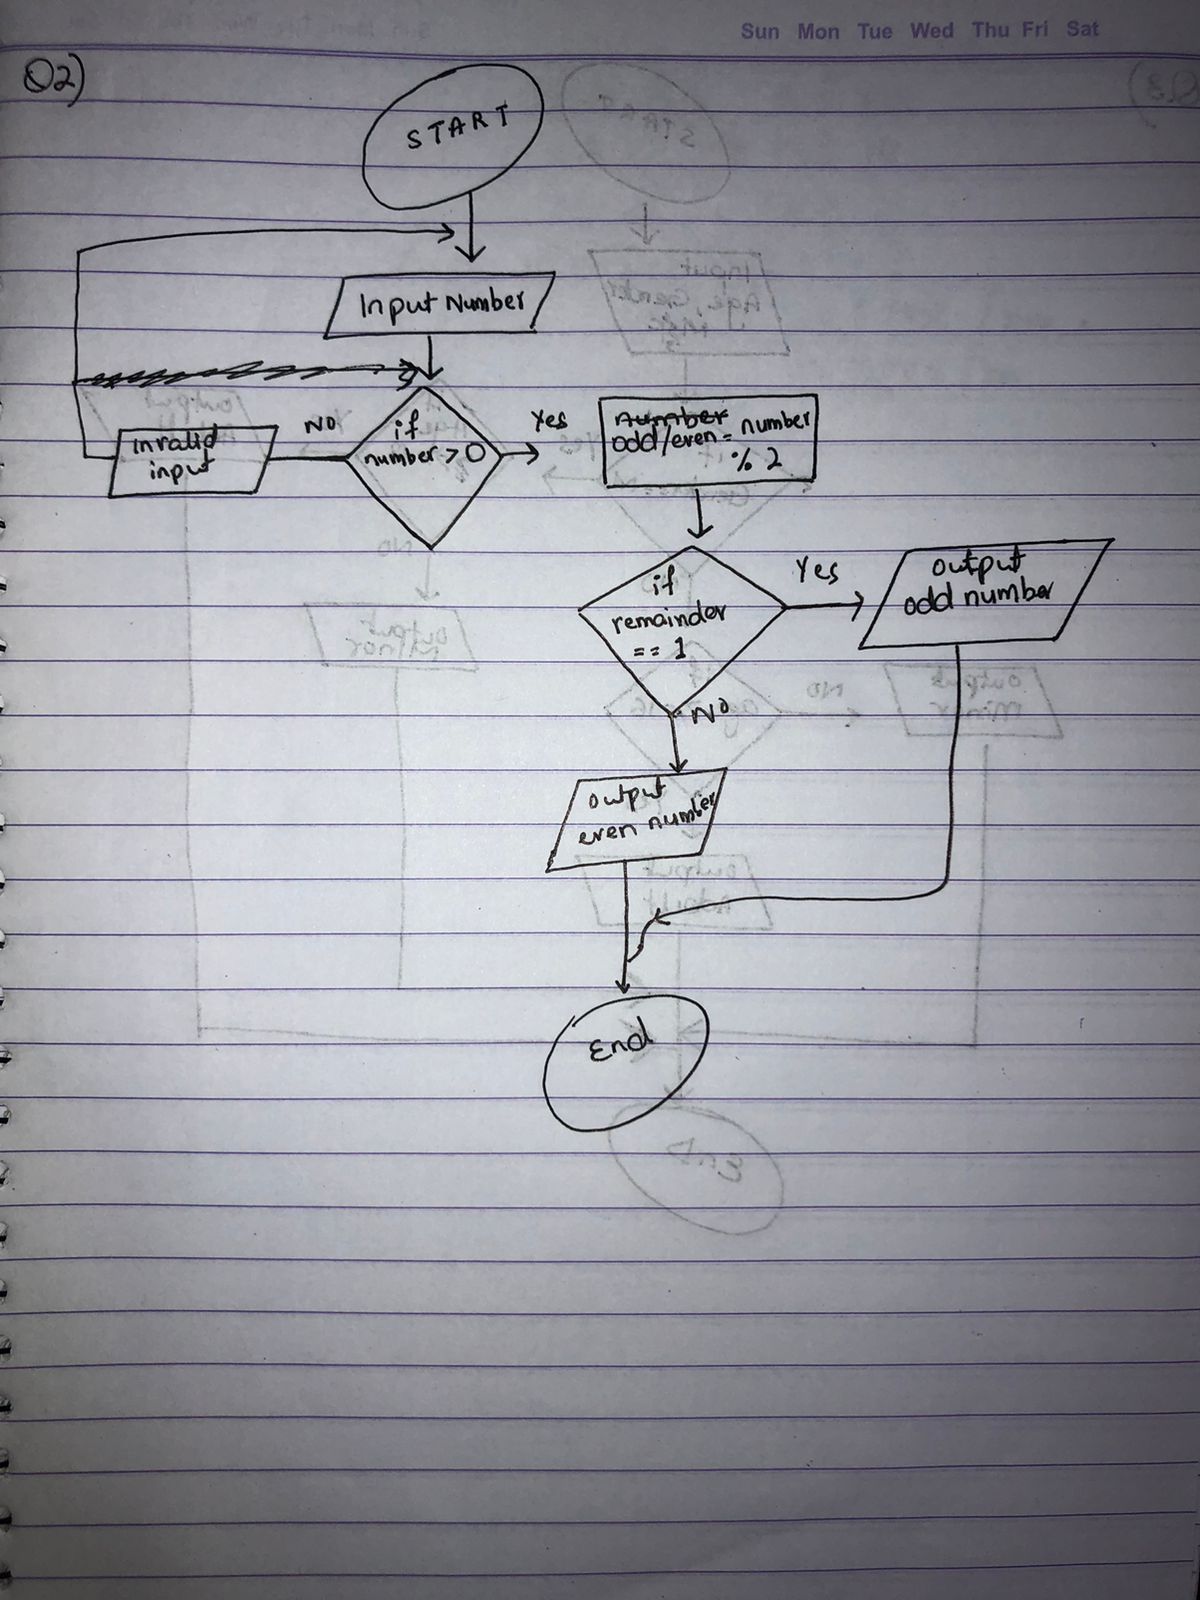 Sun Mon Tue Wed Thu Fri Sat
Q2)
START
Input Number
NO
if
number > 0
Yes
invalid
input
odd/even = number
% 2
if
remainder
== 1
Yes
output
odd number
NO
output
even number
End